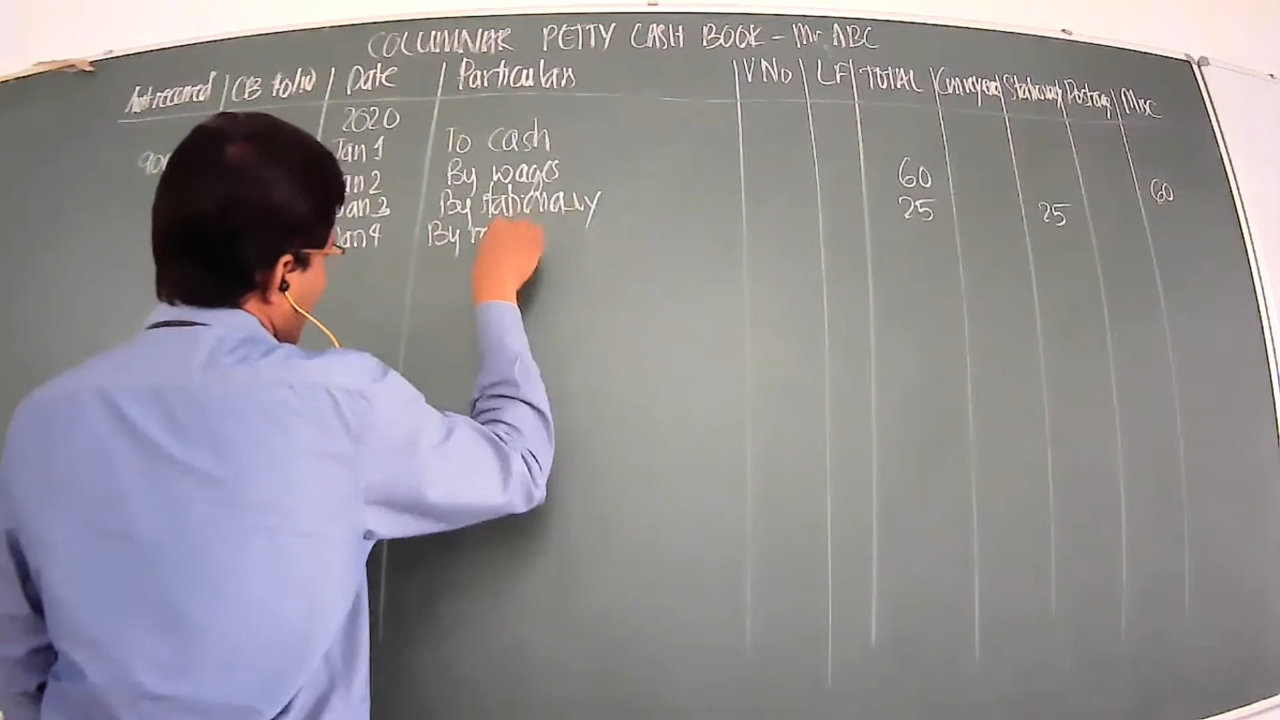 COLUMNAR PETTY CASH BOOK - Mr. ABC
Amt received CB folio Date Particulars V NO LF TOTAL Conveyance Stationary Postage Misc
2020
Jan 1 To cash
Jan 2 By wages 60 60
Jan 3 By stationary 25 25
Jan 4 By